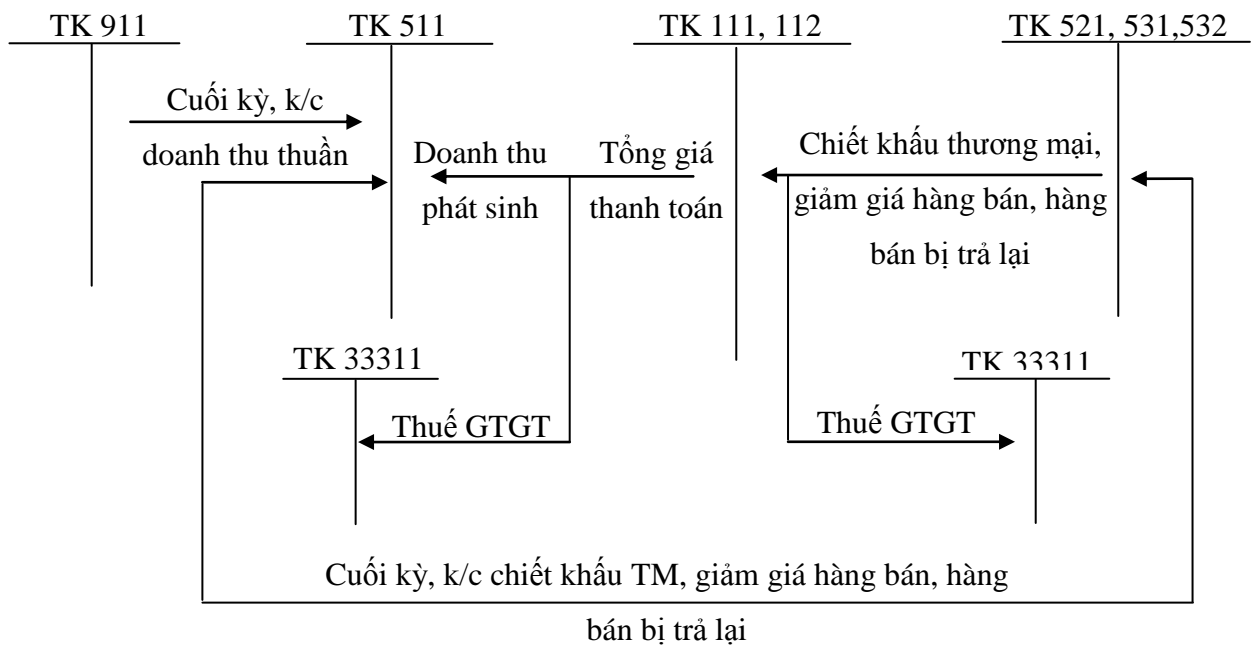 TK 911
TK 511
TK 111, 112
TK 521, 531,532
Cuối kỳ, k/c
doanh thu thuần
Doanh thu
phát sinh
Tổng giá
thanh toán
Chiết khấu thương mại,
giảm giá hàng bán, hàng
bán bị trả lại
TK 33311
Thuế GTGT
TK 33311
Thuế GTGT
Cuối kỳ, k/c chiết khấu TM, giảm giá hàng bán, hàng
bán bị trả lại